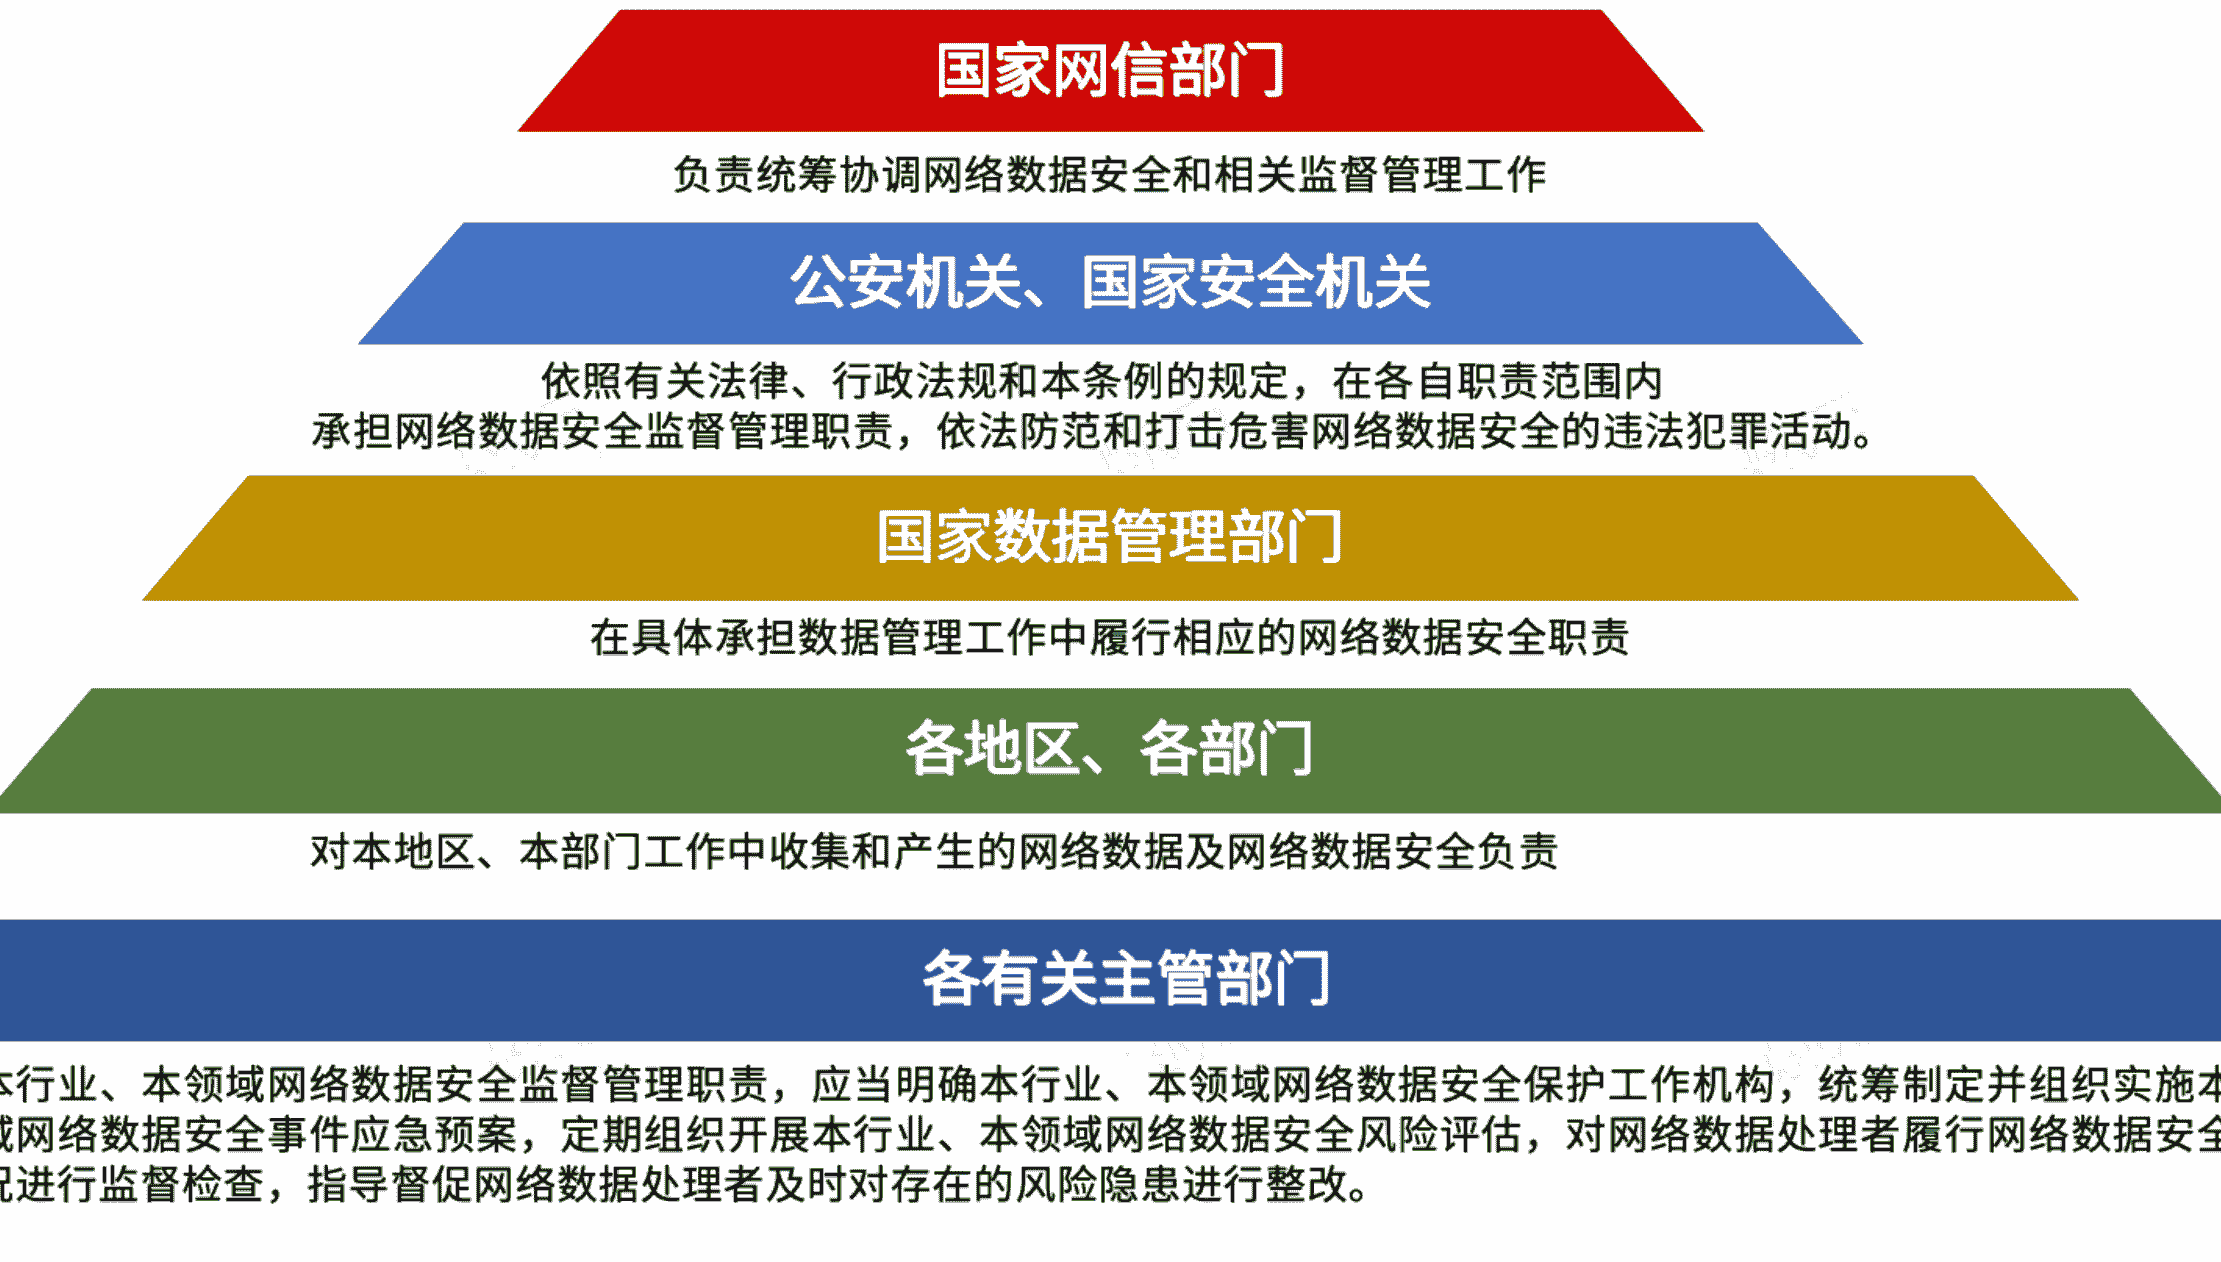 国家网信部门
负责统筹协调网络数据安全和相关监督管理工作
公安机关、国家安全机关
依照有关法律、行政法规和本条例的规定，在各自职责范围内
承担网络数据安全监督管理职责，依法防范和打击危害网络数据安全的违法犯罪活动。
国家数据管理部门
在具体承担数据管理工作中履行相应的网络数据安全职责
各地区、各部门
对本地区、本部门工作中收集和产生的网络数据及网络数据安全负责
各有关主管部门
本行业、本领域网络数据安全监督管理职责，应当明确本行业、本领域网络数据安全保护工作机构，统筹制定并组织实施本
域网络数据安全事件应急预案，定期组织开展本行业、本领域网络数据安全风险评估，对网络数据处理者履行网络数据安全
况进行监督检查，指导督促网络数据处理者及时对存在的风险隐患进行整改。